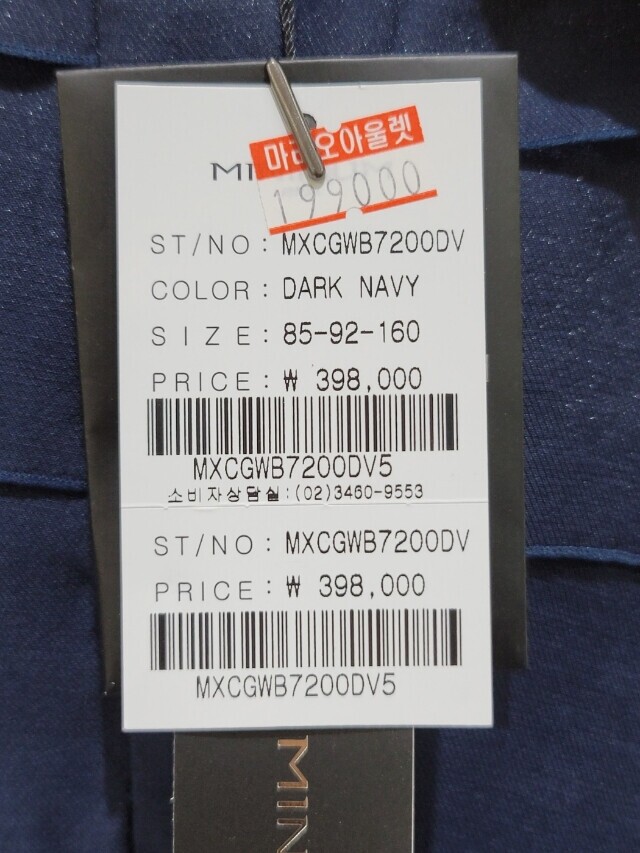 마리오아울렛
199000
ST/NO : MXCGWB7200DV
COLOR : DARK NAVY
SIZE : 85-92-160
PRICE : ₩ 398,000
MXCGWB7200DV5
소비자상담실:(02)3460-9553
ST/NO : MXCGWB7200DV
PRICE : ₩ 398,000
MXCGWB7200DV5